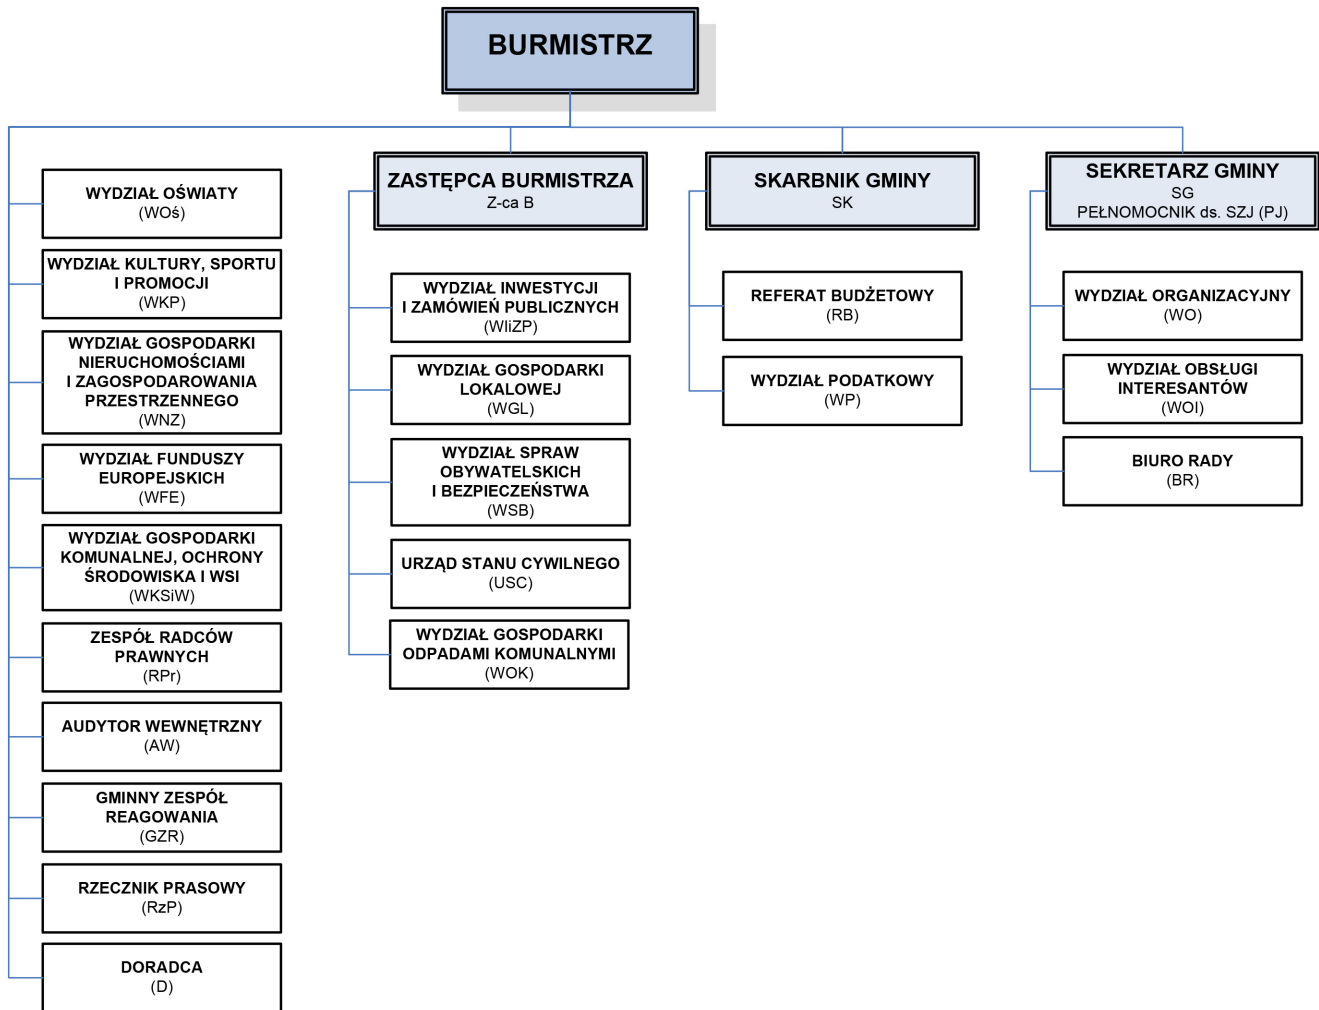 BURMISTRZ
WYDZIAŁ OŚWIATY
(WOś)
WYDZIAŁ KULTURY, SPORTU
I PROMOCJI
(WKP)
WYDZIAŁ GOSPODARKI
NIERUCHOMOŚCIAMI
I ZAGOSPODAROWANIA
PRZESTRZENNEGO
(WNZ)
WYDZIAŁ FUNDUSZY
EUROPEJSKICH
(WFE)
WYDZIAŁ GOSPODARKI
KOMUNALNEJ, OCHRONY
ŚRODOWISKA I WSI
(WKSiW)
ZESPÓŁ RADCÓW
PRAWNYCH
(RPr)
AUDYTOR WEWNĘTRZNY
(AW)
GMINNY ZESPÓŁ
REAGOWANIA
(GZR)
RZECZNIK PRASOWY
(RzP)
DORADCA
(D)
ZASTĘPCA BURMISTRZA
Z-ca B
WYDZIAŁ INWESTYCJI
I ZAMÓWIEŃ PUBLICZNYCH
(WIiZP)
WYDZIAŁ GOSPODARKI
LOKALOWEJ
(WGL)
WYDZIAŁ SPRAW
OBYWATELSKICH
I BEZPIECZEŃSTWA
(WSB)
URZĄD STANU CYWILNEGO
(USC)
WYDZIAŁ GOSPODARKI
ODPADAMI KOMUNALNYMI
(WOK)
SKARBNIK GMINY
SK
REFERAT BUDŻETOWY
(RB)
WYDZIAŁ PODATKOWY
(WP)
SEKRETARZ GMINY
SG
PEŁNOMOCNIK ds. SZJ (PJ)
WYDZIAŁ ORGANIZACYJNY
(WO)
WYDZIAŁ OBSŁUGI
INTERESANTÓW
(WOI)
BIURO RADY
(BR)